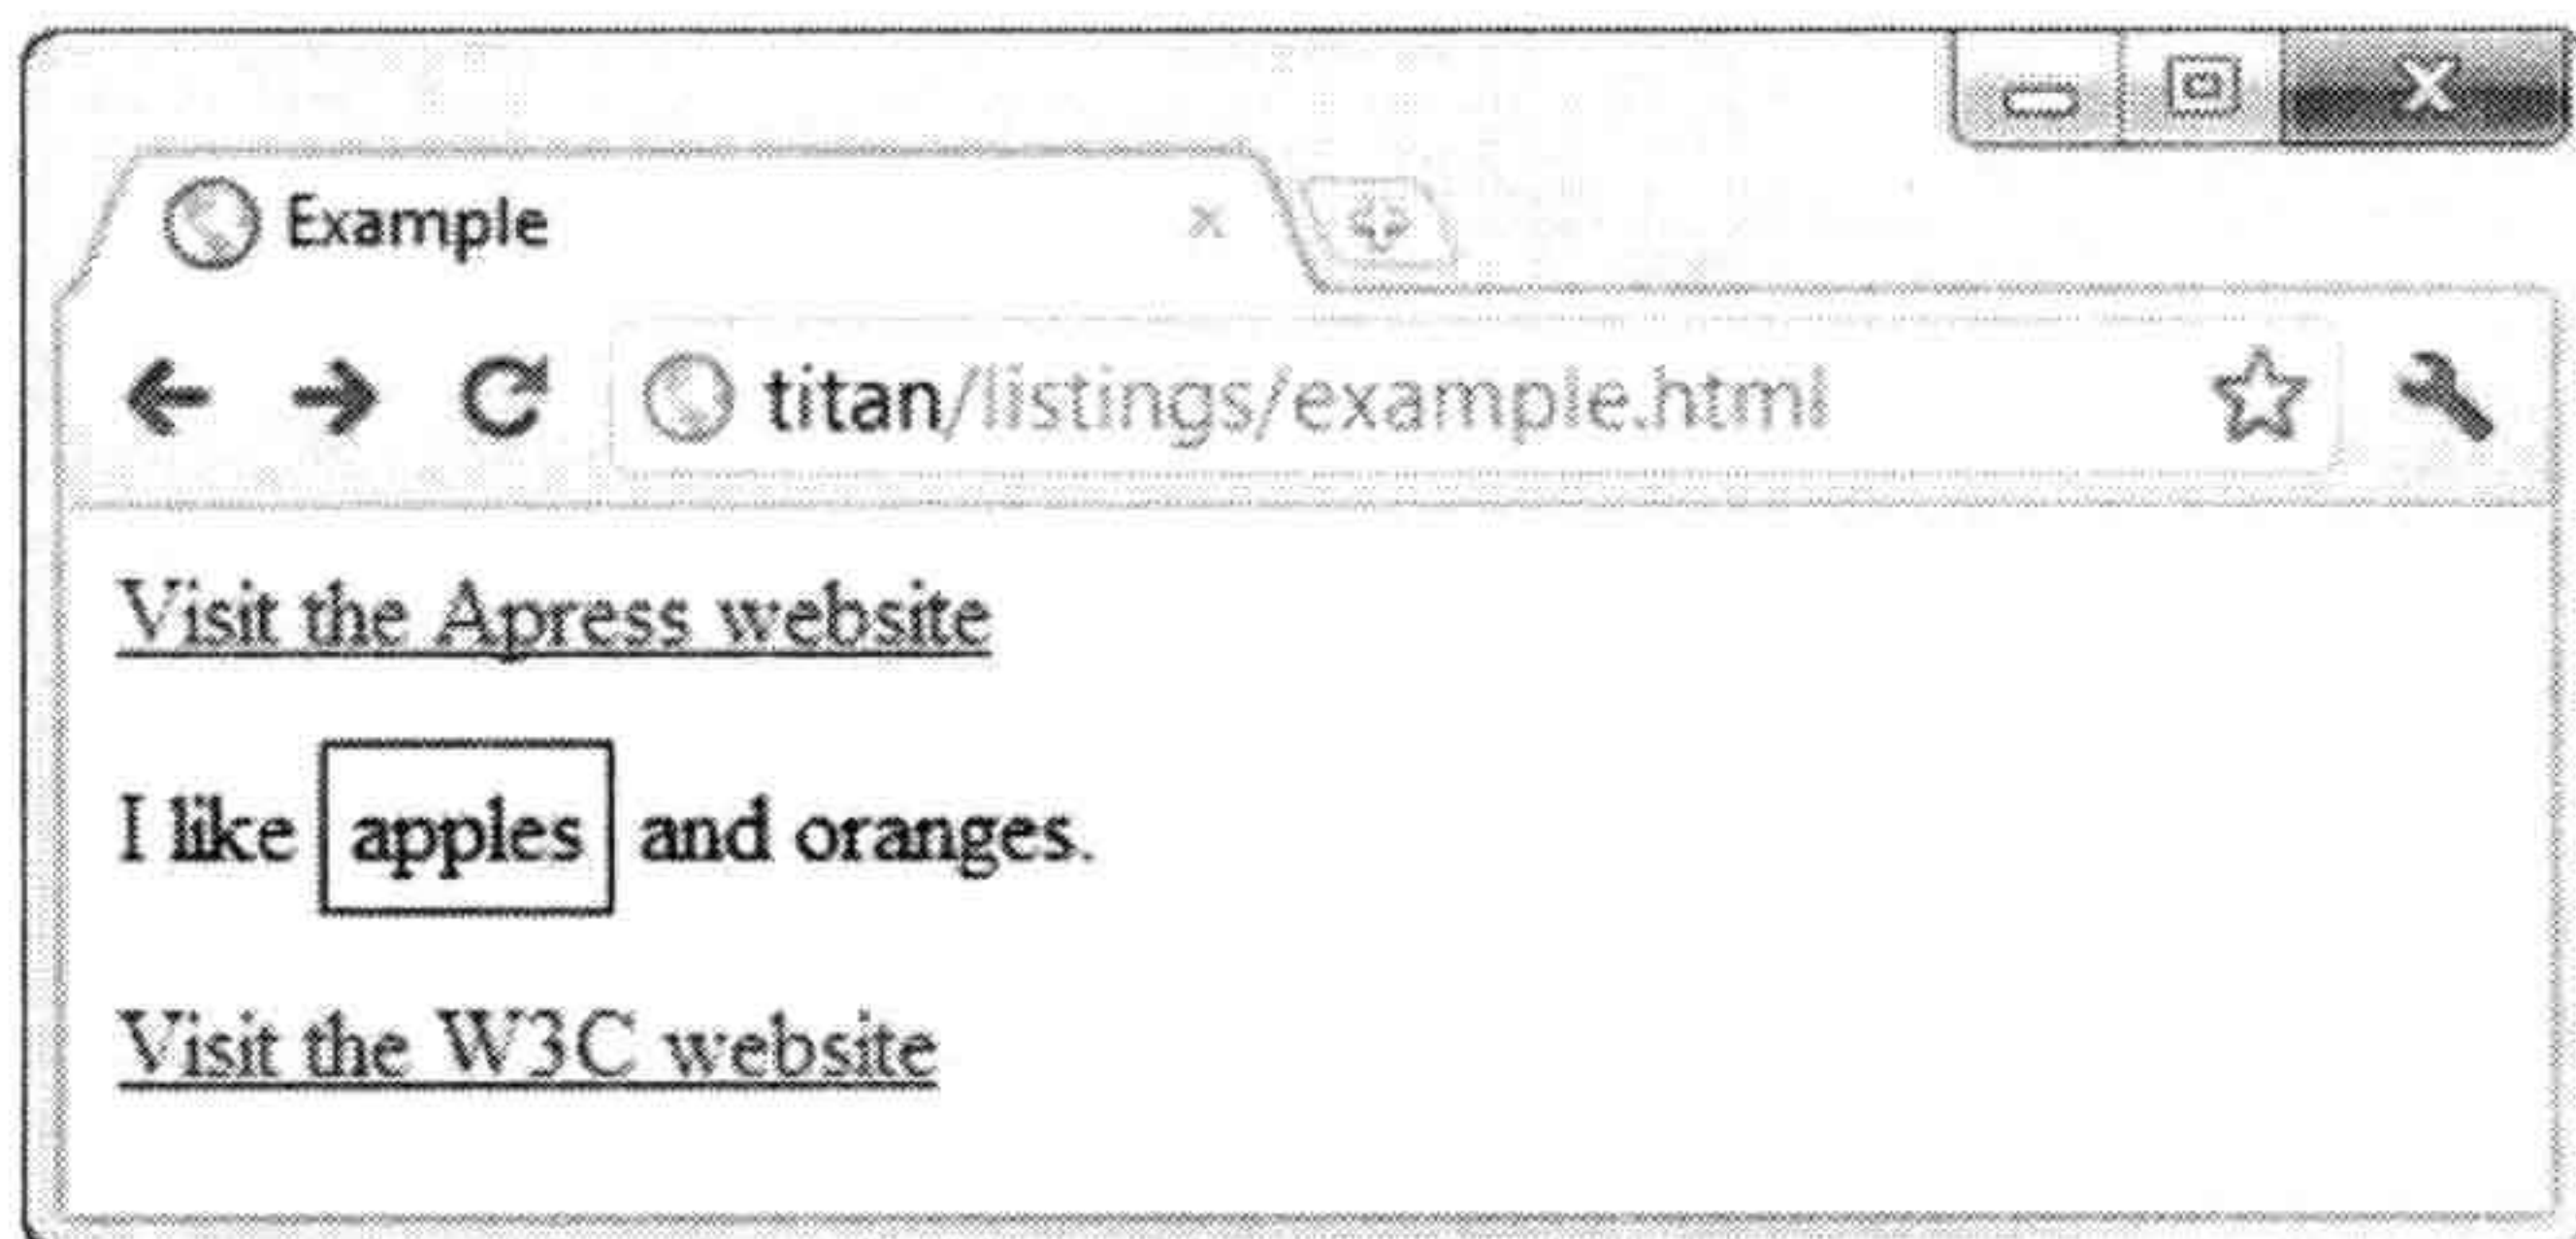 Example
titan/listings/example.html
Visit the Apress website
I like apples and oranges.
Visit the W3C website